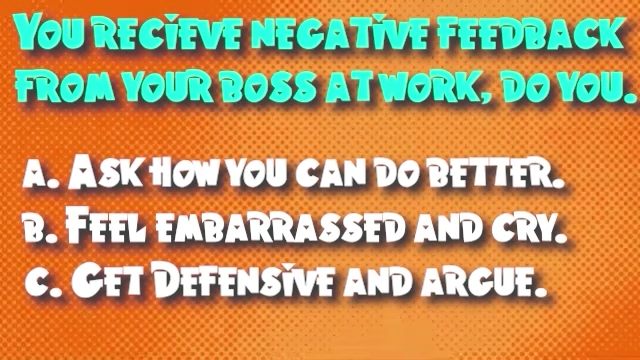 You recieve negative feedback
from your boss at work, do you.
A. Ask how you can do better.
B. Feel embarrassed and cry.
C. Get Defensive and argue.